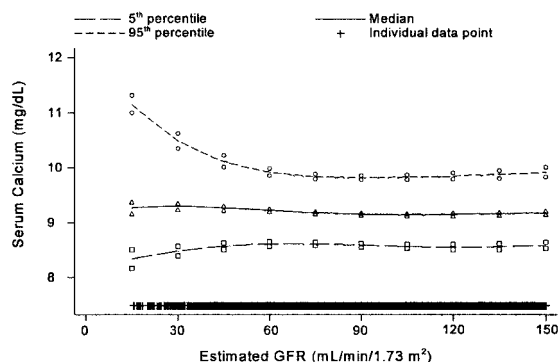 5th percentile
Median
95th percentile
Individual data point
Serum Calcium (mg/dL)
11
10
9
8
0 30 60 90 120 150
Estimated GFR (mL/min/1.73 m²)